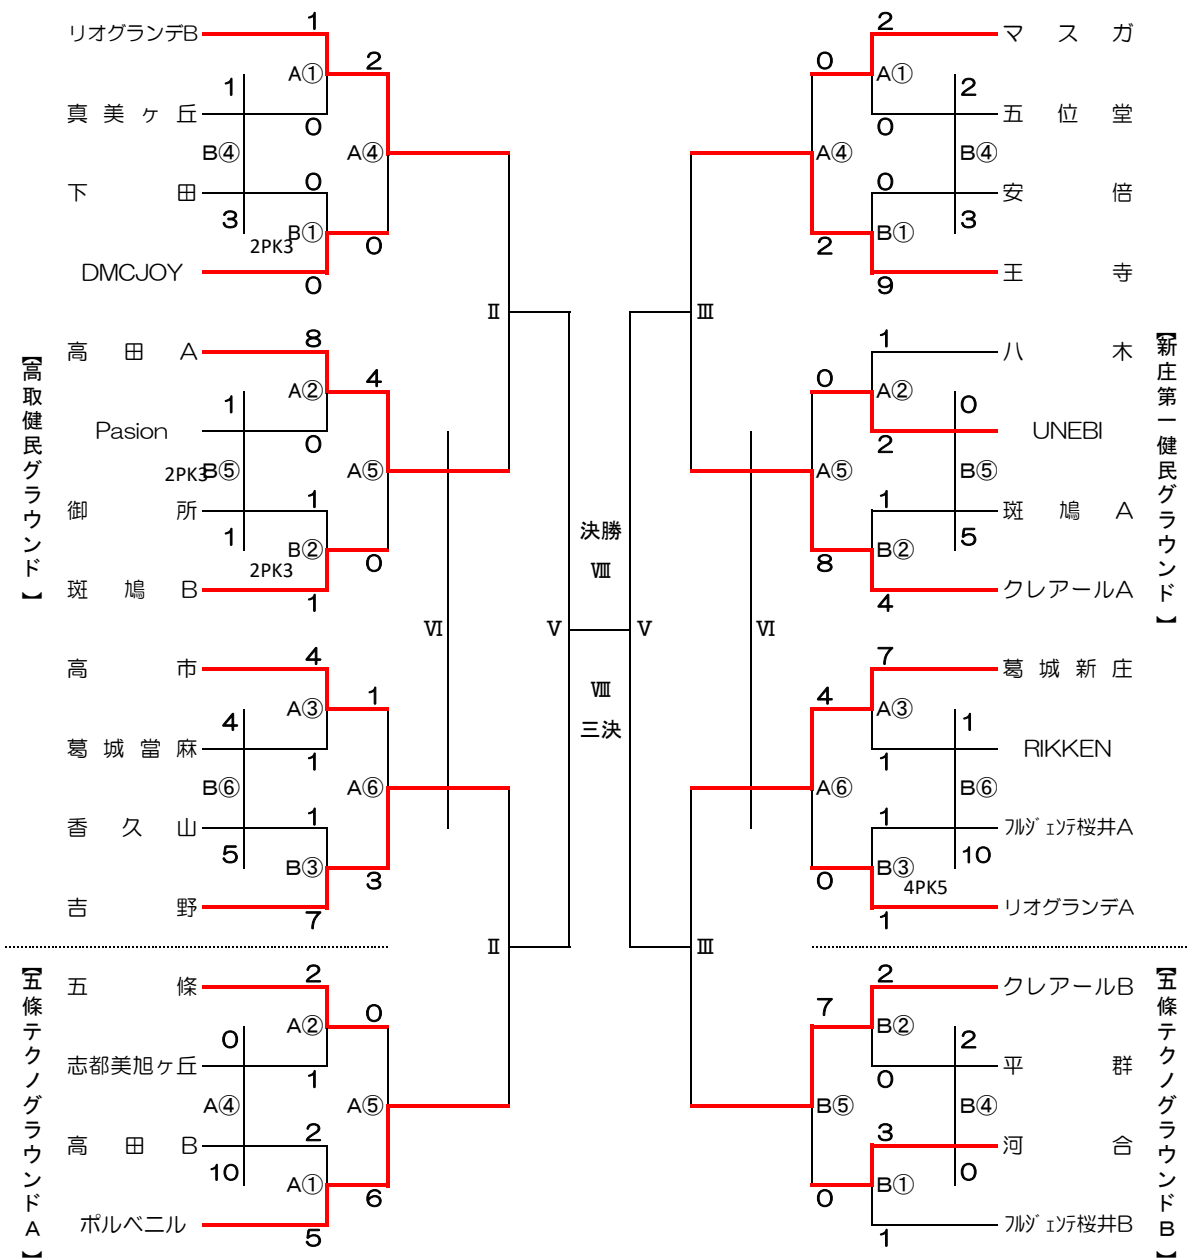 リオグランデB
1
A①
2
真美ヶ丘
1
0
B④
A④
下田
0
3
B①
2PK3
0
DMCJOY
0
Ⅱ
【高取健民グラウンド】
高田A
8
A②
4
Pasion
1
0
2PK3
B⑤
A⑤
御所
1
1
B②
2PK3
0
斑鳩B
1
Ⅵ
Ⅴ
高市
4
A③
1
葛城當麻
4
1
B⑥
A⑥
香久山
1
5
B③
3
吉野
7
Ⅱ
【五條テクノグラウンドA】
五條
2
A②
0
志都美旭ヶ丘
0
1
A④
A⑤
高田B
2
10
A①
6
ポルベニル
5
決勝
Ⅷ
Ⅷ
三決
マスガ
2
A①
0
五位堂
2
0
B④
A④
安倍
0
3
B①
2
王寺
9
Ⅲ
【新庄第一健民グラウンド】
八木
1
A②
0
UNEBI
0
2
B⑤
A⑤
斑鳩A
1
5
B②
8
クレアールA
4
Ⅵ
Ⅴ
葛城新庄
7
A③
4
RIKKEN
1
1
B⑥
A⑥
フルジェンテ桜井A
1
10
B③
4PK5
0
リオグランデA
1
Ⅲ
【五條テクノグラウンドB】
クレアールB
2
B②
7
平群
2
0
B④
B⑤
河合
3
0
B①
0
フルジェンテ桜井B
1